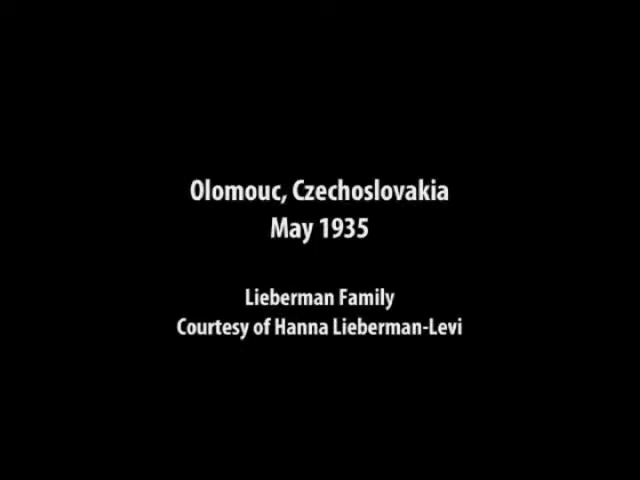 Olomouc, Czechoslovakia
May 1935
Lieberman Family
Courtesy of Hanna Lieberman-Levi